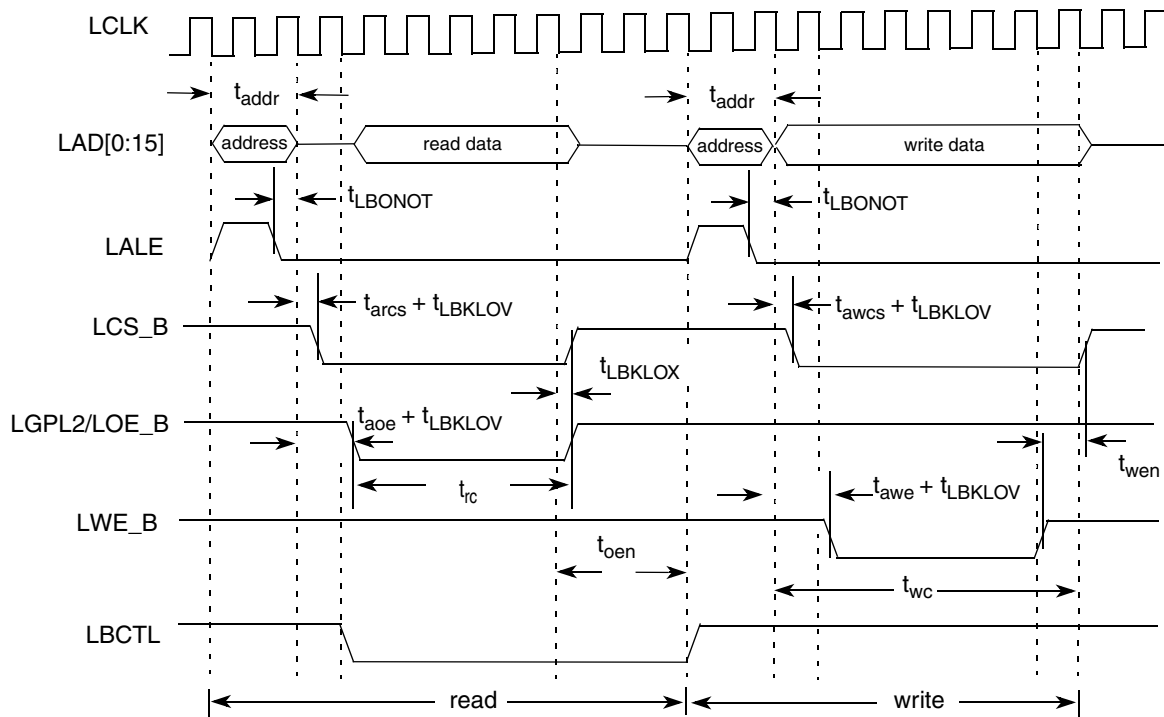 LCLK
t_addr t_addr
LAD[0:15] address read data address write data
t_LBONOT t_LBONOT
LALE
t_arcs + t_LBKLOV t_awcs + t_LBKLOV
LCS_B
t_LBKLOX
t_aoe + t_LBKLOV
LGPL2/LOE_B
t_wen
t_rc t_awe + t_LBKLOV
LWE_B
t_oen
t_wc
LBCTL
read write